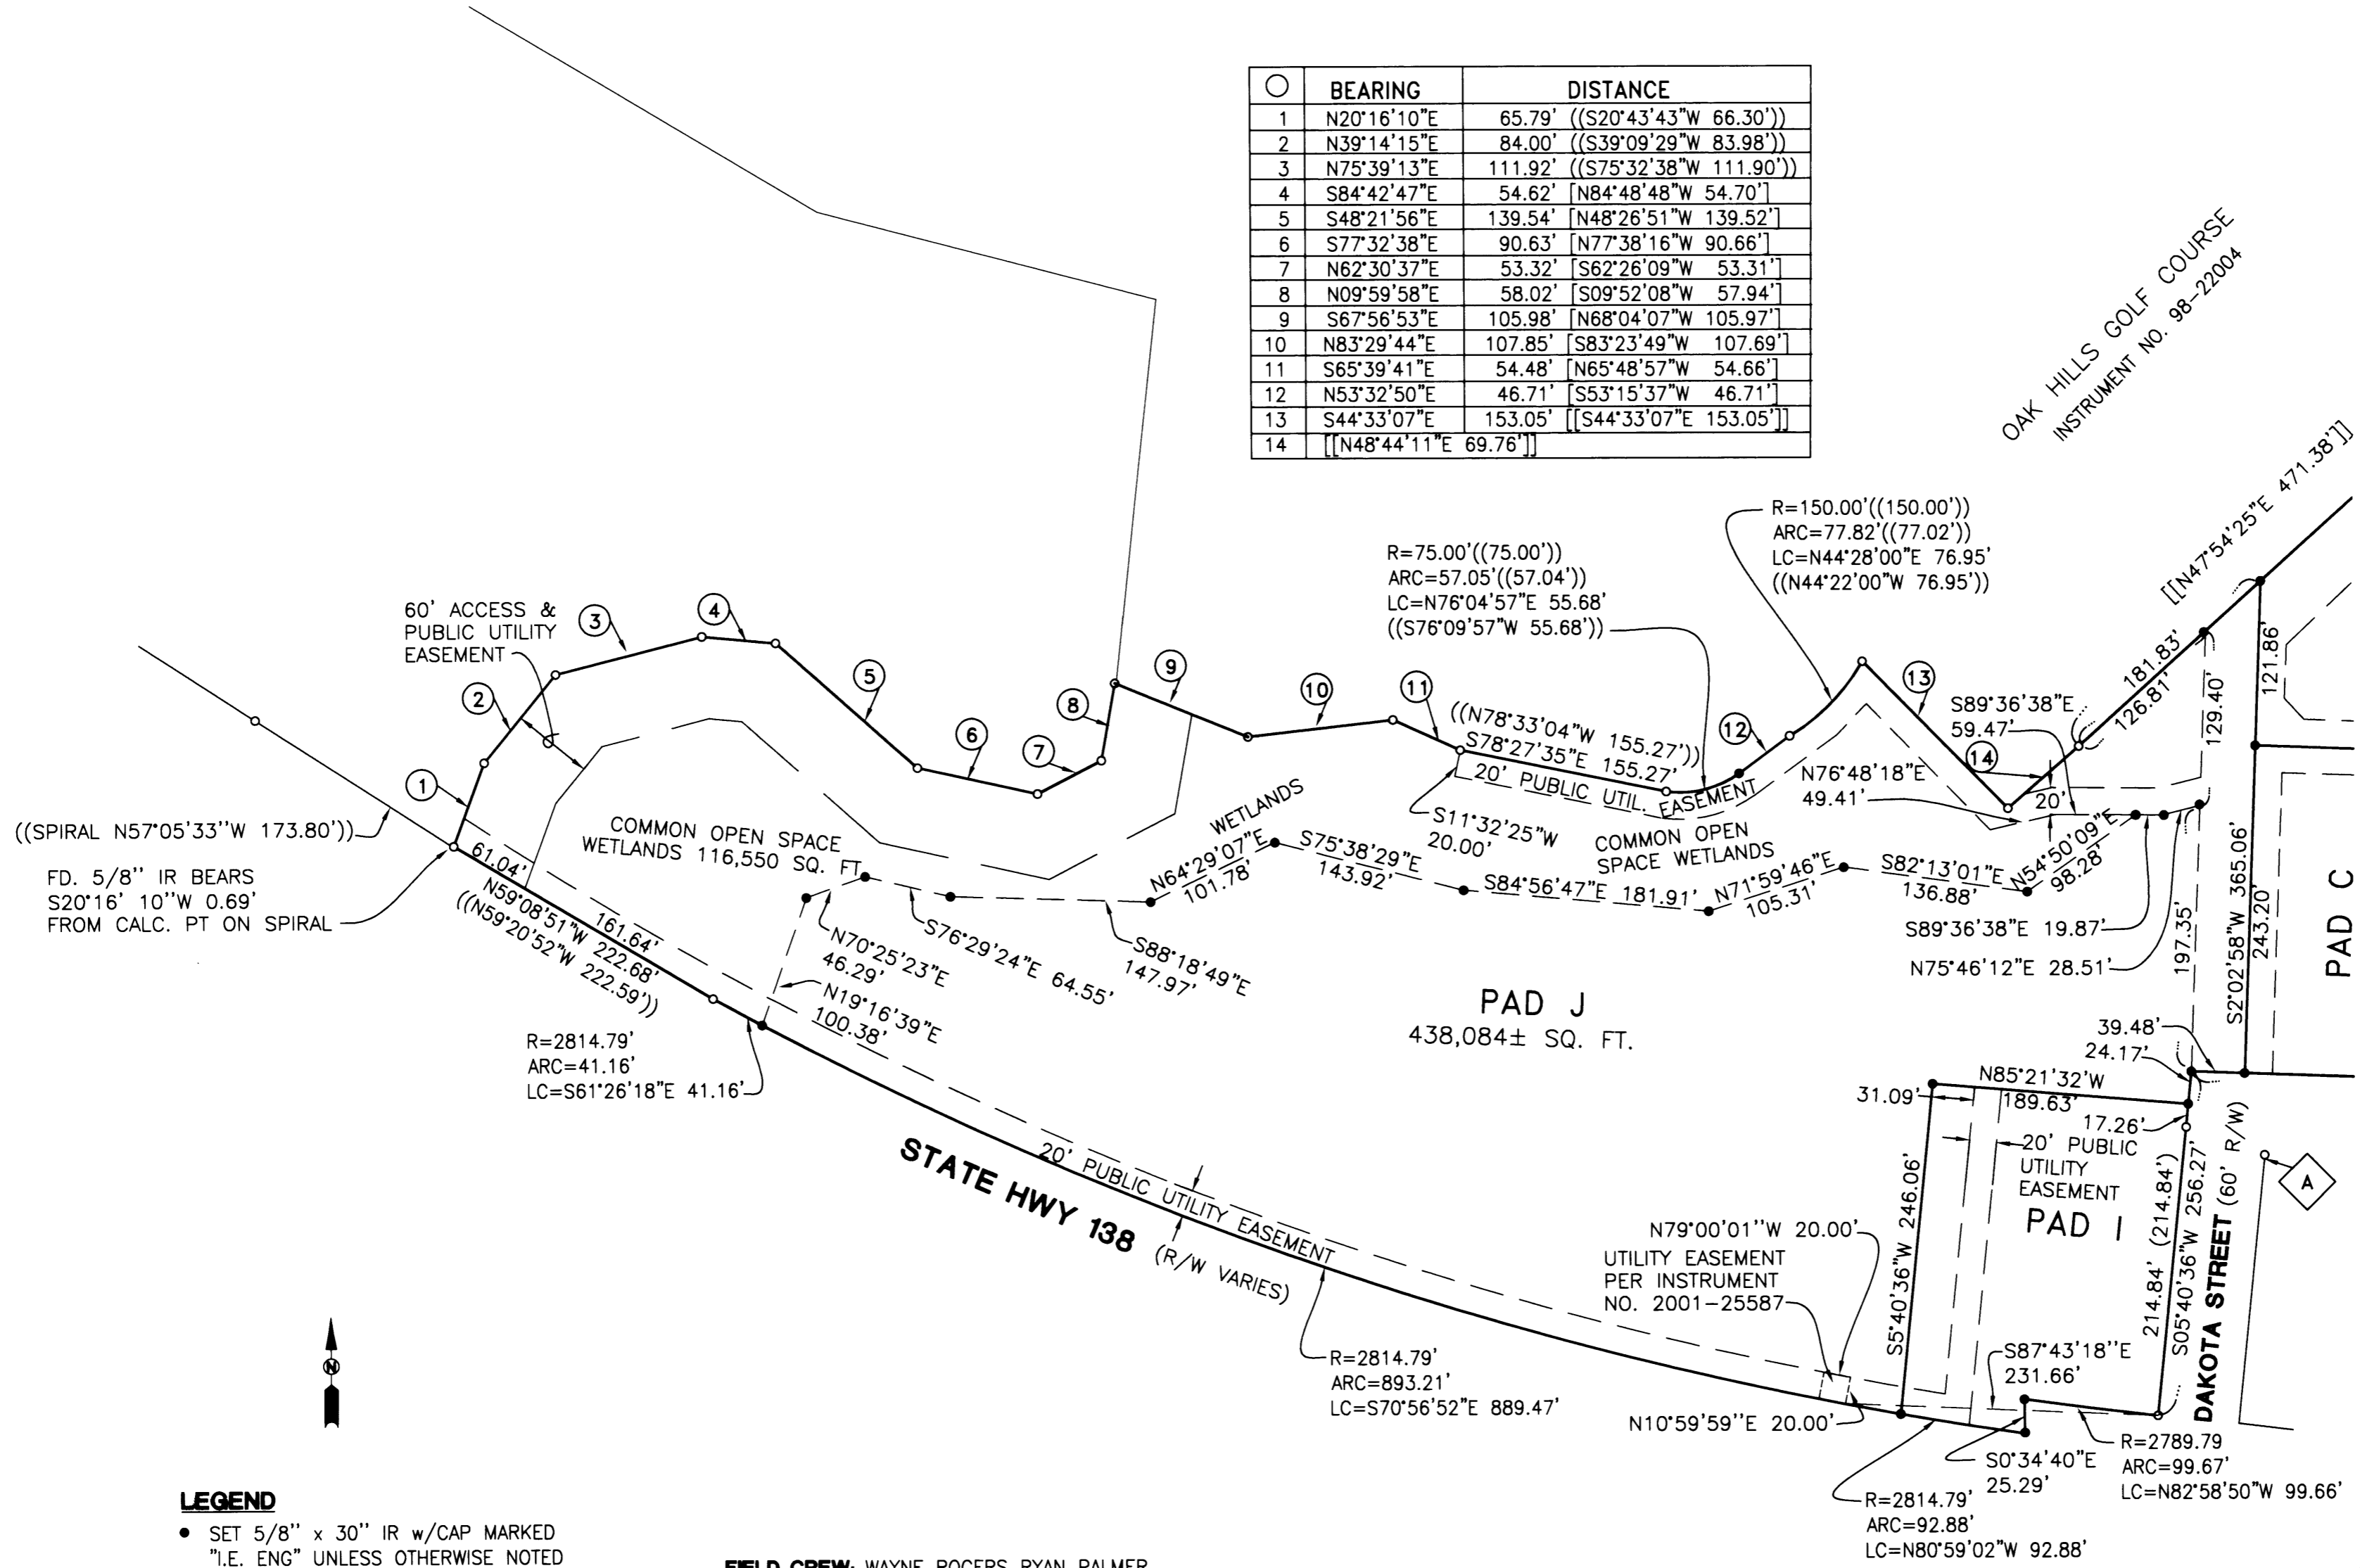 ○ BEARING DISTANCE
1 N20°16'10"E 65.79' ((S20°43'43"W 66.30'))
2 N39°14'15"E 84.00' ((S39°09'29"W 83.98'))
3 N75°39'13"E 111.92' ((S75°32'38"W 111.90'))
4 S84°42'47"E 54.62' [N84°48'48"W 54.70']
5 S48°21'56"E 139.54' [N48°26'51"W 139.52']
6 S77°32'38"E 90.63' [N77°38'16"W 90.66']
7 N62°30'37"E 53.32' [S62°26'09"W 53.31']
8 N09°59'58"E 58.02' [S09°52'08"W 57.94']
9 S67°56'53"E 105.98' [N68°04'07"W 105.97']
10 N83°29'44"E 107.85' [S83°23'49"W 107.69']
11 S65°39'41"E 54.48' [N65°48'57"W 54.66']
12 N53°32'50"E 46.71' [S53°15'37"W 46.71']
13 S44°33'07"E 153.05' [[S44°33'07"E 153.05']]
14 [[N48°44'11"E 69.76']]
OAK HILLS GOLF COURSE
INSTRUMENT NO. 98-22004
[[N47°54'25"E 471.38']]
R=150.00'((150.00'))
ARC=77.82'((77.02'))
LC=N44°28'00"E 76.95'
((N44°22'00"W 76.95'))
R=75.00'((75.00'))
ARC=57.05'((57.04'))
LC=N76°04'57"E 55.68'
((S76°09'57"W 55.68'))
60' ACCESS &
PUBLIC UTILITY
EASEMENT
1
2
3
4
5
6
7
8
9
10
11
12
13
14
181.83'
126.81'
129.40'
121.86'
S89°36'38"E
59.47'
N76°48'18"E
49.41'
20'
((N78°33'04"W 155.27'))
S78°27'35"E 155.27'
20' PUBLIC UTIL. EASEMENT
S11°32'25"W
20.00'
COMMON OPEN
SPACE WETLANDS
WETLANDS
COMMON OPEN SPACE
WETLANDS 116,550 SQ. FT.
((SPIRAL N57°05'33''W 173.80'))
FD. 5/8'' IR BEARS
S20°16' 10''W 0.69'
FROM CALC. PT ON SPIRAL
61.04'
161.64'
N59°08'51"W 222.68'
((N59°20'52"W 222.59'))
N64°29'07"E
101.78'
S75°38'29"E
143.92'
S84°56'47"E 181.91'
N71°59'46"E
105.31'
S82°13'01"E
136.88'
N54°50'09"E
98.28'
S89°36'38"E 19.87'
N75°46'12"E 28.51'
197.35'
S2°02'58"W 365.06'
243.20'
PAD C
N70°25'23"E
46.29'
S76°29'24"E 64.55'
S88°18'49"E
147.97'
N19°16'39"E
100.38'
R=2814.79'
ARC=41.16'
LC=S61°26'18"E 41.16'
PAD J
438,084± SQ. FT.
39.48'
24.17'
N85°21'32'W
189.63'
31.09'
17.26'
20' PUBLIC
UTILITY
EASEMENT
PAD I
S5°40'36"W 246.06'
214.84' (214.84')
S05°40'36"W 256.27'
DAKOTA STREET (60' R/W)
A
STATE HWY 138 (R/W VARIES)
20' PUBLIC UTILITY EASEMENT
N79°00'01''W 20.00'
UTILITY EASEMENT
PER INSTRUMENT
NO. 2001-25587
N10°59'59''E 20.00'
S87°43'18''E
231.66'
R=2814.79'
ARC=893.21'
LC=S70°56'52"E 889.47'
S0°34'40"E
25.29'
R=2789.79
ARC=99.67'
LC=N82°58'50"W 99.66'
R=2814.79'
ARC=92.88'
LC=N80°59'02"W 92.88'
N
LEGEND
● SET 5/8'' x 30'' IR w/CAP MARKED
"I.E. ENG" UNLESS OTHERWISE NOTED
FIELD CREW: WAYNE ROGERS RYAN PALMER